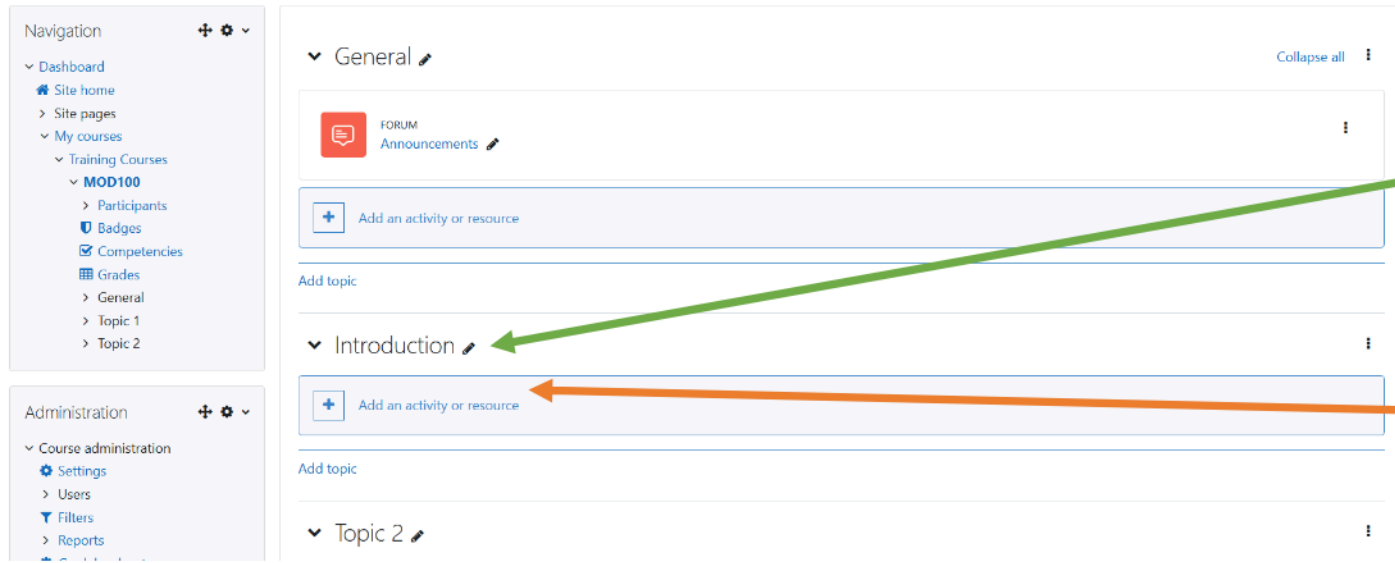 Navigation
Dashboard
Site home
Site pages
My courses
Training Courses
MOD100
Participants
Badges
Competencies
Grades
General
Topic 1
Topic 2
Administration
Course administration
Settings
Users
Filters
Reports
General
Collapse all
FORUM
Announcements
Add an activity or resource
Add topic
Introduction
Add an activity or resource
Add topic
Topic 2